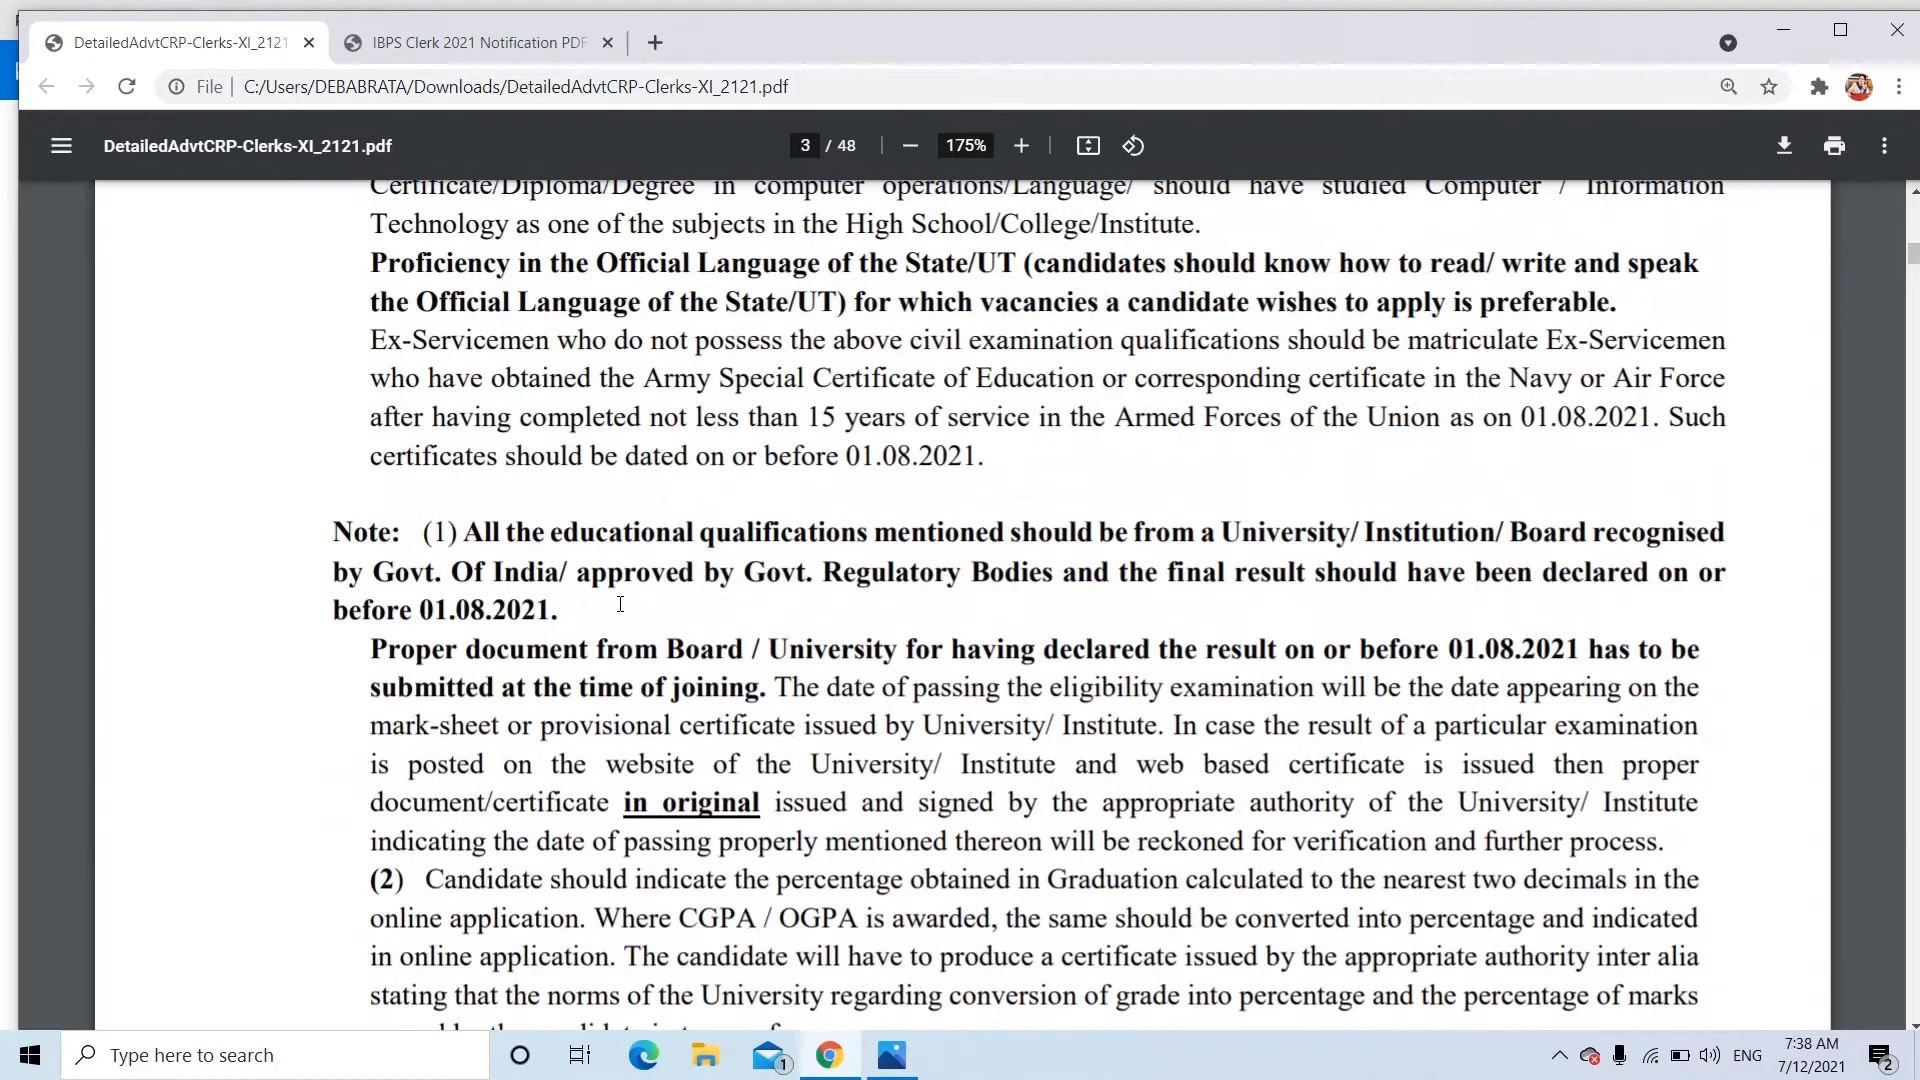 DetailedAdvtCRP-Clerks-XI_2121
IBPS Clerk 2021 Notification PDF
File
C:/Users/DEBABRATA/Downloads/DetailedAdvtCRP-Clerks-XI_2121.pdf
DetailedAdvtCRP-Clerks-XI_2121.pdf
3 / 48
175%
Certificate/Diploma/Degree in computer operations/Language/ should have studied Computer / Information
Technology as one of the subjects in the High School/College/Institute.
Proficiency in the Official Language of the State/UT (candidates should know how to read/ write and speak
the Official Language of the State/UT) for which vacancies a candidate wishes to apply is preferable.
Ex-Servicemen who do not possess the above civil examination qualifications should be matriculate Ex-Servicemen
who have obtained the Army Special Certificate of Education or corresponding certificate in the Navy or Air Force
after having completed not less than 15 years of service in the Armed Forces of the Union as on 01.08.2021. Such
certificates should be dated on or before 01.08.2021.
Note: (1) All the educational qualifications mentioned should be from a University/ Institution/ Board recognised
by Govt. Of India/ approved by Govt. Regulatory Bodies and the final result should have been declared on or
before 01.08.2021.
Proper document from Board / University for having declared the result on or before 01.08.2021 has to be
submitted at the time of joining. The date of passing the eligibility examination will be the date appearing on the
mark-sheet or provisional certificate issued by University/ Institute. In case the result of a particular examination
is posted on the website of the University/ Institute and web based certificate is issued then proper
document/certificate in original issued and signed by the appropriate authority of the University/ Institute
indicating the date of passing properly mentioned thereon will be reckoned for verification and further process.
(2) Candidate should indicate the percentage obtained in Graduation calculated to the nearest two decimals in the
online application. Where CGPA / OGPA is awarded, the same should be converted into percentage and indicated
in online application. The candidate will have to produce a certificate issued by the appropriate authority inter alia
stating that the norms of the University regarding conversion of grade into percentage and the percentage of marks
Type here to search
1
ENG
7:38 AM
7/12/2021
2